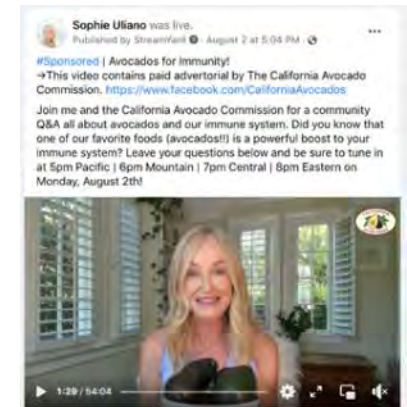 Sophie Uliano was live.
Published by StreamYard · August 2 at 5:04 PM ·
#Sponsored | Avocados for Immunity!
→This video contains paid advertorial by The California Avocado
Commission. https://www.facebook.com/CaliforniaAvocados
Join me and the California Avocado Commission for a community
Q&A all about avocados and our immune system. Did you know that
one of our favorite foods (avocados!!) is a powerful boost to your
immune system? Leave your questions below and be sure to tune in
at 5pm Pacific | 6pm Mountain | 7pm Central | 8pm Eastern on
Monday, August 2th!
1:29 / 54:04